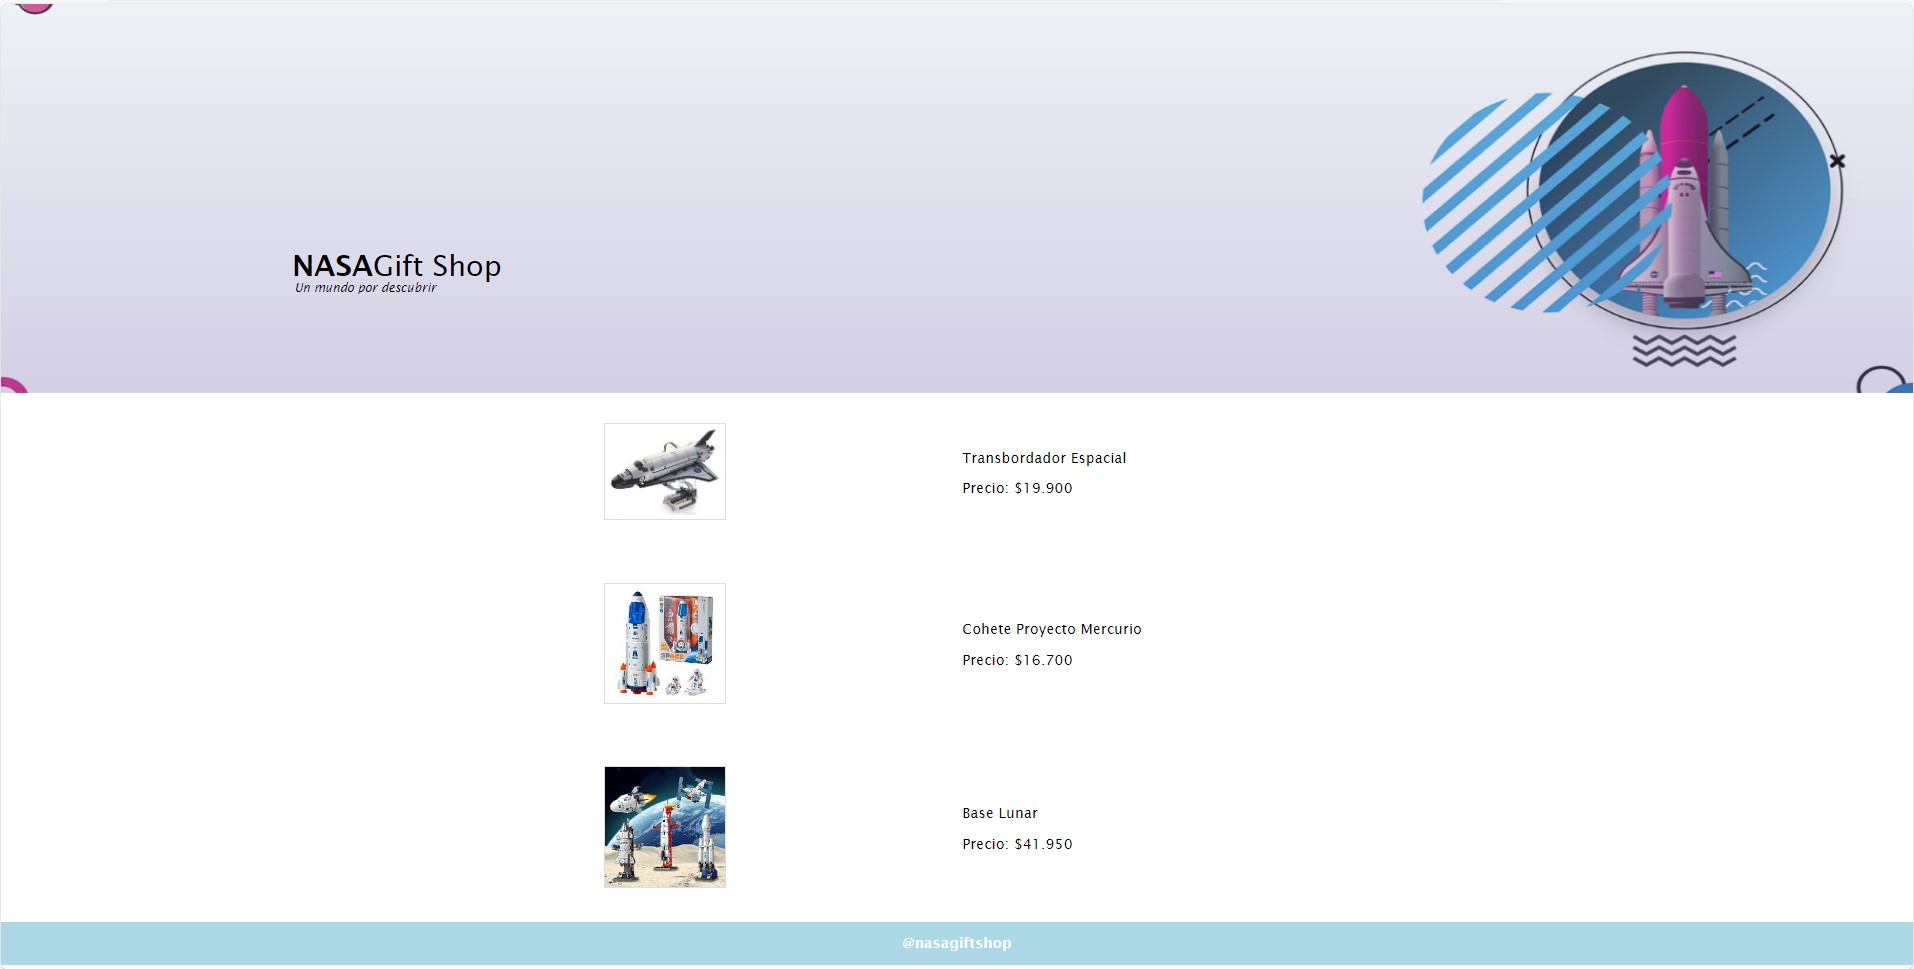 NASAGift Shop
Un mundo por descubrir
Transbordador Espacial
Precio: $19.900
SPACE
Cohete Proyecto Mercurio
Precio: $16.700
Base Lunar
Precio: $41.950
@nasagiftshop